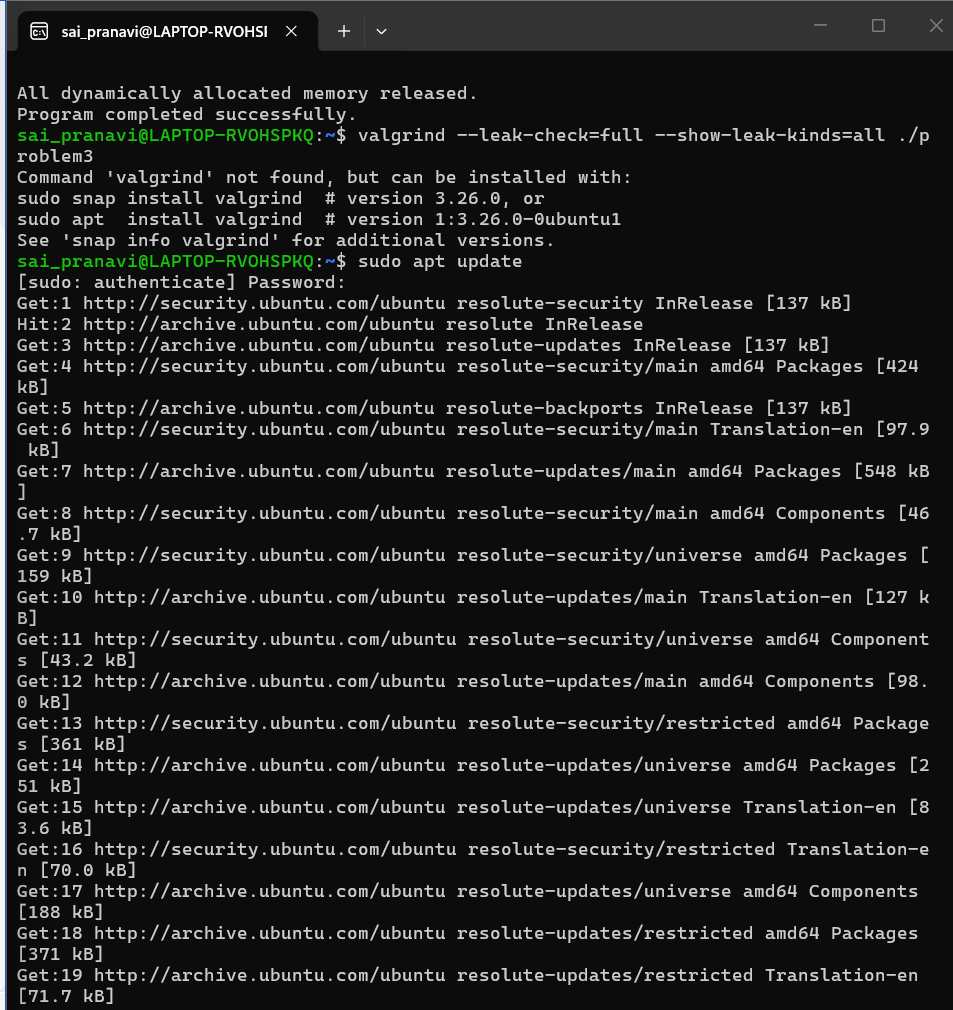 sai_pranavi@LAPTOP-RVOHSI
All dynamically allocated memory released.
Program completed successfully.
sai_pranavi@LAPTOP-RVOHSPKQ:~$ valgrind --leak-check=full --show-leak-kinds=all ./p
roblem3
Command 'valgrind' not found, but can be installed with:
sudo snap install valgrind  # version 3.26.0, or
sudo apt  install valgrind  # version 1:3.26.0-0ubuntu1
See 'snap info valgrind' for additional versions.
sai_pranavi@LAPTOP-RVOHSPKQ:~$ sudo apt update
[sudo: authenticate] Password:
Get:1 http://security.ubuntu.com/ubuntu resolute-security InRelease [137 kB]
Hit:2 http://archive.ubuntu.com/ubuntu resolute InRelease
Get:3 http://archive.ubuntu.com/ubuntu resolute-updates InRelease [137 kB]
Get:4 http://security.ubuntu.com/ubuntu resolute-security/main amd64 Packages [424
kB]
Get:5 http://archive.ubuntu.com/ubuntu resolute-backports InRelease [137 kB]
Get:6 http://security.ubuntu.com/ubuntu resolute-security/main Translation-en [97.9
 kB]
Get:7 http://archive.ubuntu.com/ubuntu resolute-updates/main amd64 Packages [548 kB
]
Get:8 http://security.ubuntu.com/ubuntu resolute-security/main amd64 Components [46
.7 kB]
Get:9 http://security.ubuntu.com/ubuntu resolute-security/universe amd64 Packages [
159 kB]
Get:10 http://archive.ubuntu.com/ubuntu resolute-updates/main Translation-en [127 k
B]
Get:11 http://security.ubuntu.com/ubuntu resolute-security/universe amd64 Component
s [43.2 kB]
Get:12 http://archive.ubuntu.com/ubuntu resolute-updates/main amd64 Components [98.
0 kB]
Get:13 http://security.ubuntu.com/ubuntu resolute-security/restricted amd64 Package
s [361 kB]
Get:14 http://archive.ubuntu.com/ubuntu resolute-updates/universe amd64 Packages [2
51 kB]
Get:15 http://archive.ubuntu.com/ubuntu resolute-updates/universe Translation-en [8
3.6 kB]
Get:16 http://security.ubuntu.com/ubuntu resolute-security/restricted Translation-e
n [70.0 kB]
Get:17 http://archive.ubuntu.com/ubuntu resolute-updates/universe amd64 Components
[188 kB]
Get:18 http://archive.ubuntu.com/ubuntu resolute-updates/restricted amd64 Packages
[371 kB]
Get:19 http://archive.ubuntu.com/ubuntu resolute-updates/restricted Translation-en
[71.7 kB]